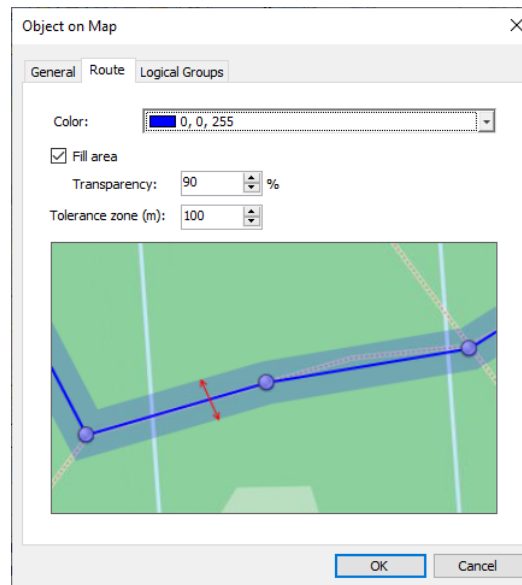 Object on Map
General Route Logical Groups
Color: 0, 0, 255
Fill area
Transparency: 90 %
Tolerance zone (m): 100
OK Cancel